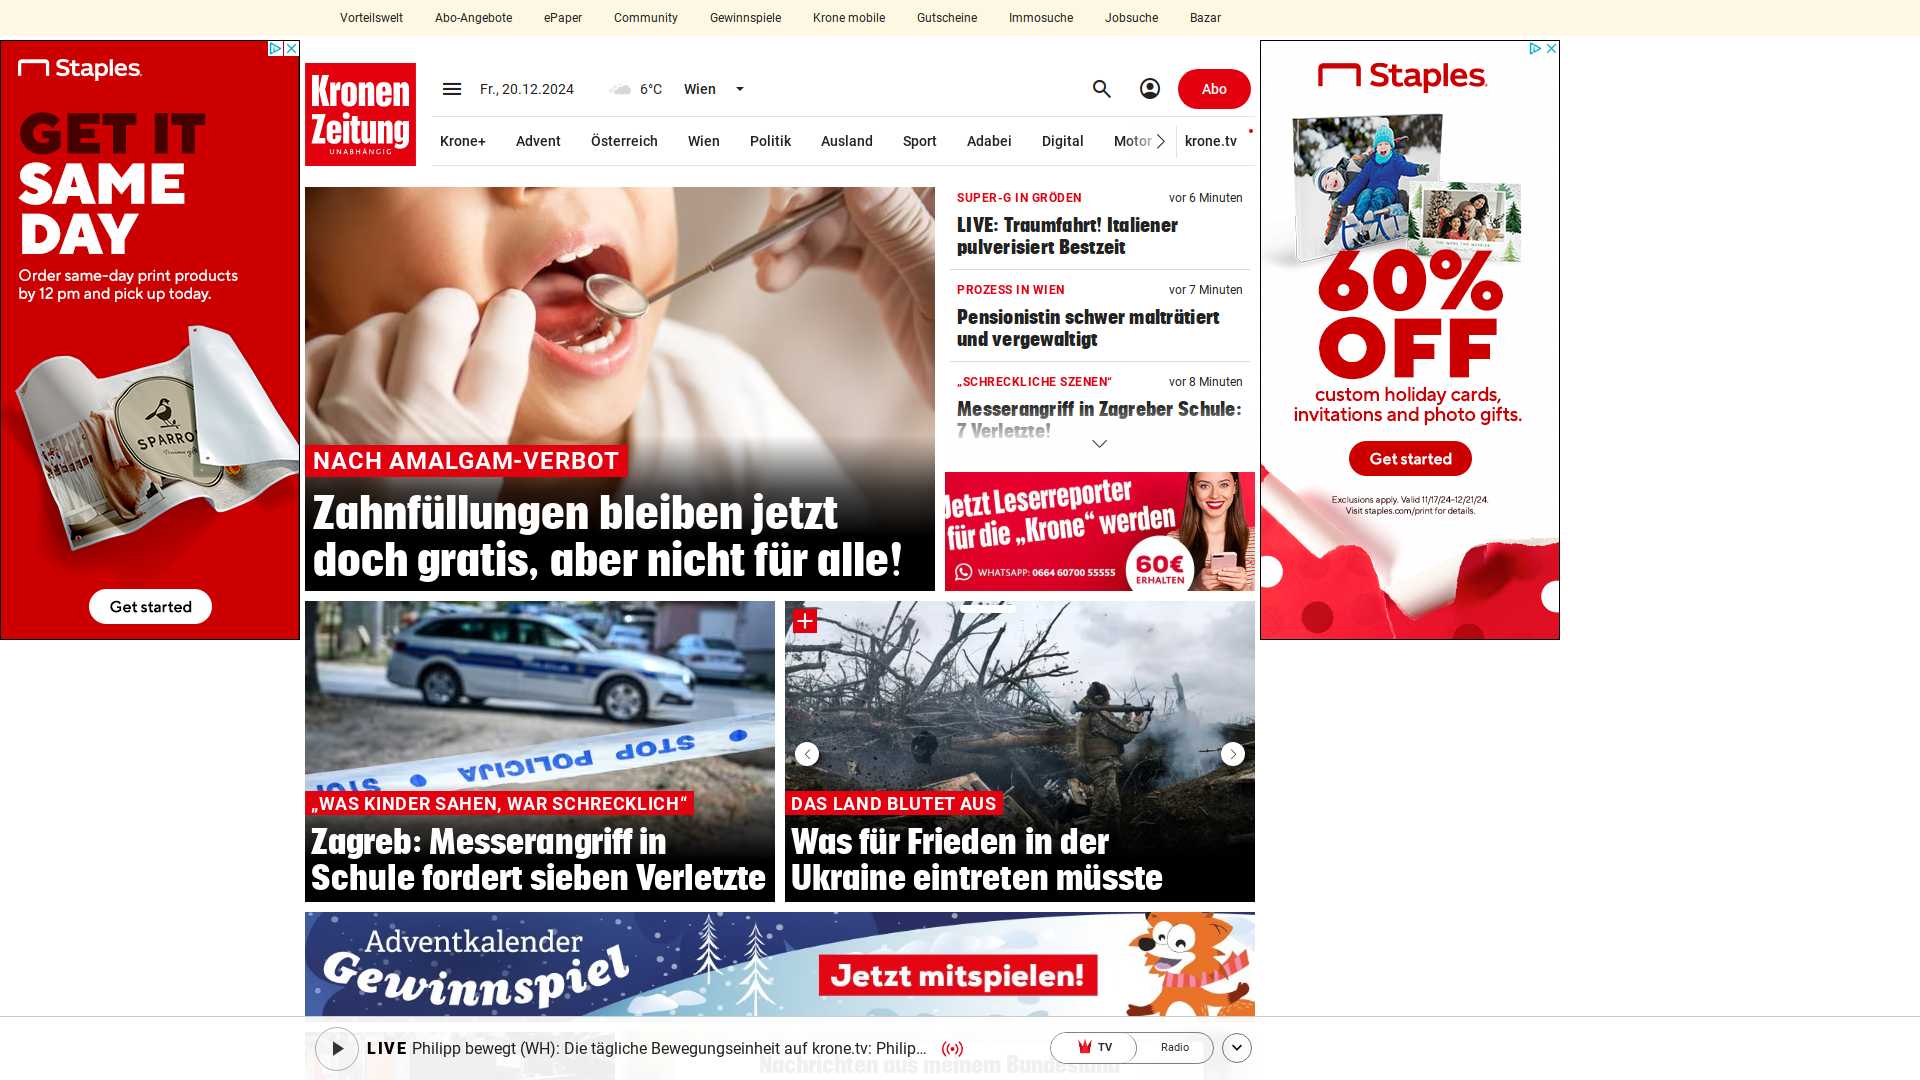 Vorteilswelt Abo-Angebote ePaper Community Gewinnspiele Krone mobile Gutscheine Immosuche Jobsuche Bazar
Staples
GET IT
SAME
DAY
Order same-day print products
by 12 pm and pick up today.
SPARRO
Get started
Kronen
Zeitung
UNABHÄNGIG
Fr., 20.12.2024 6°C Wien
Abo
Krone+ Advent Österreich Wien Politik Ausland Sport Adabei Digital Motor krone.tv
NACH AMALGAM-VERBOT
Zahnfüllungen bleiben jetzt
doch gratis, aber nicht für alle!
SUPER-G IN GRÖDEN vor 6 Minuten
LIVE: Traumfahrt! Italiener
pulverisiert Bestzeit
PROZESS IN WIEN vor 7 Minuten
Pensionistin schwer malträtiert
und vergewaltigt
„SCHRECKLICHE SZENEN“ vor 8 Minuten
Messerangriff in Zagreber Schule:
7 Verletzte!
Jetzt Leserreporter
für die „Krone“ werden
WHATSAPP: 0664 60700 55555
60€
ERHALTEN
Staples
60%
OFF
custom holiday cards,
invitations and photo gifts.
Get started
Exclusions apply. Valid 11/17/24–12/21/24.
Visit staples.com/print for details.
STOP POLICIJA STOP
„WAS KINDER SAHEN, WAR SCHRECKLICH“
Zagreb: Messerangriff in
Schule fordert sieben Verletzte
DAS LAND BLUTET AUS
Was für Frieden in der
Ukraine eintreten müsste
Adventkalender
Gewinnspiel
Jetzt mitspielen!
LIVE Philipp bewegt (WH): Die tägliche Bewegungseinheit auf krone.tv: Philip...
TV Radio
Nachrichten aus meinem Bundesland